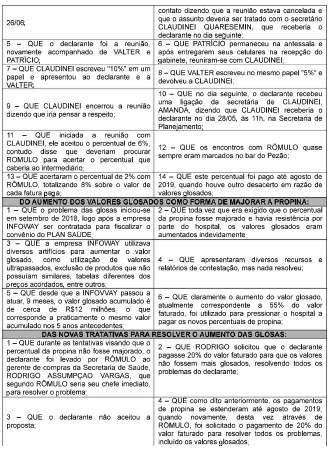 26/06;
contato dizendo que a reunião estava cancelada e
que o assunto deveria ser tratado com o secretário
CLAUDINEI QUARESEMIN, que receberia o
declarante no dia seguinte;
5 – QUE o declarante foi a reunião,
novamente acompanhado de VALTER e
PATRÍCIO;
6 – QUE PATRÍCIO permaneceu na antessala e
após entregarem seus celulares na recepção do
gabinete, reuniram-se com CLAUDINEI;
7 – QUE CLAUDINEI escreveu "10%" em um
papel e apresentou ao declarante e a
VALTER;
8 – QUE VALTER escreveu no mesmo papel "5%" e
devolveu a CLAUDINEI;
9 – QUE CLAUDINEI encerrou a reunião
dizendo que iria pensar a respeito;
10 – QUE no dia seguinte, o declarante recebeu
uma ligação da secretária de CLAUDINEI,
AMANDA, dizendo que CLAUDINEI receberia o
declarante no dia 28/05, às 11h, na Secretaria de
Planejamento;
11 – QUE iniciada a reunião com
CLAUDINEI, ele aceitou o percentual de 6%,
contudo disse que deveriam procurar
ROMULO para acertar o percentual que
caberia ao intermediário;
12 – QUE os encontros com RÔMULO quase
sempre eram marcados no bar do Pezão;
13 – QUE acertaram o percentual de 2% com
RÔMULO, totalizando 8% sobre o valor de
cada fatura paga;
14 – QUE este percentual foi pago até agosto de
2019, quando houve outro desacerto em razão de
valores glosados;
DO AUMENTO DOS VALORES GLOSADOS COMO FORMA DE MAJORAR A PROPINA:
1 – QUE o problema das glosas iniciou-se
em setembro de 2018, logo após a empresa
INFOWAY ser contratada para fiscalizar o
convênio do PLAN SAÚDE;
2 – QUE toda vez que era exigido que o percentual
da propina fosse majorado e havia resistência por
parte do hospital, os valores glosados eram
aumentados indevidamente;
3 – QUE a empresa INFOWAY utiliza
diversos artifícios para aumentar o valor
glosado, como utilização de valores
ultrapassados, exclusão de produtos que não
possuíam similares, tabelas diferentes dos
preços acordados, entre outros;
4 – QUE apresentaram diversos recursos e
relatórios de contestação, mas nada resolveu;
5 – QUE desde que a INFOWAY passou a
atuar, 9 meses, o valor glosado acumulado é
de cerca de R$12 milhões, o que
corresponde a praticamente o mesmo valor
acumulado nos 5 anos antecedentes;
6 – QUE claramente o aumento do valor glosado,
atualmente correspondente a 55% do valor
faturado, foi utilizado para pressionar o hospital a
pagar os novos percentuais de propina;
DAS NOVAS TRATATIVAS PARA RESOLVER O AUMENTO DAS GLOSAS:
1 – QUE durante as tentativas visando que o
percentual da propina não fosse majorado, o
declarante foi levado por RÔMULO ao
gerente de compras da Secretaria de Saúde,
RODRIGO ASSUMPÇAO VARGAS, que
segundo RÔMULO seria seu chefe imediato,
para resolver o problema;
2 – QUE RODRIGO solicitou que o declarante
pagasse 20% do valor faturado para que os valores
não fossem mais glosados, resolvendo todos os
problemas do declarante;
3 – QUE o declarante não aceitou a
proposta;
4 – QUE como dito anteriormente, os pagamentos
de propina se estenderam até agosto de 2019,
quando novamente, desta vez através de
RÔMULO, foi solicitado o pagamento de 20% do
valor faturado para resolver todos os problemas,
incluído os valores glosados;